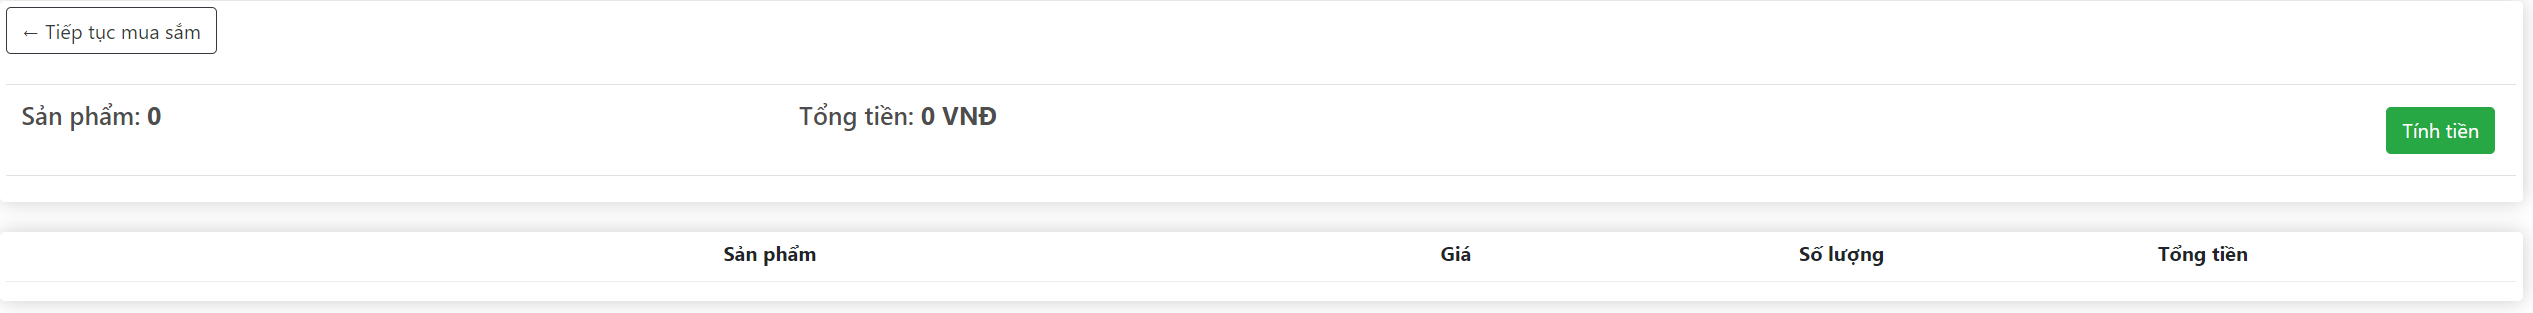 ← Tiếp tục mua sắm
Sản phẩm: 0 Tổng tiền: 0 VNĐ Tính tiền
Sản phẩm Giá Số lượng Tổng tiền